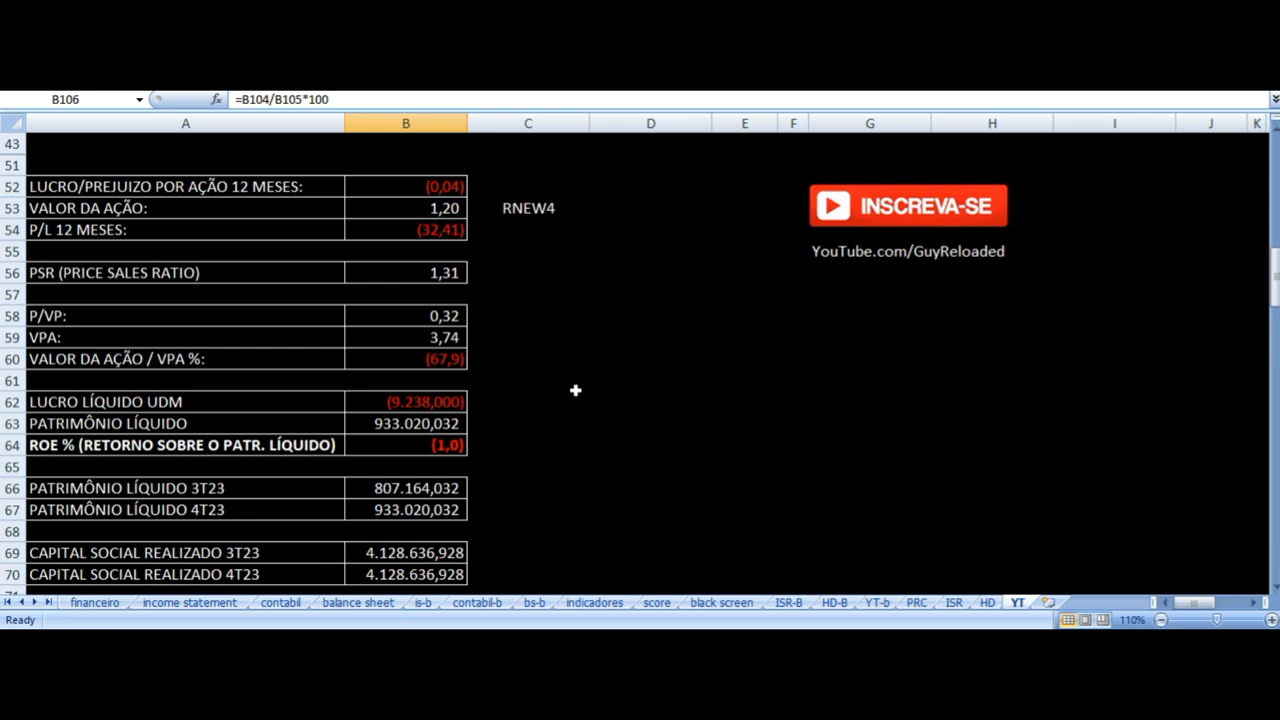 B106 fx =B104/B105*100
A B C D E F G H I J K
43
51
52 LUCRO/PREJUIZO POR AÇÃO 12 MESES: (0,04)
53 VALOR DA AÇÃO: 1,20 RNEW4
INSCREVA-SE
54 P/L 12 MESES: (32,41)
55 YouTube.com/GuyReloaded
56 PSR (PRICE SALES RATIO) 1,31
57
58 P/VP: 0,32
59 VPA: 3,74
60 VALOR DA AÇÃO / VPA %: (67,9)
61
62 LUCRO LÍQUIDO UDM (9.238,000)
63 PATRIMÔNIO LÍQUIDO 933.020,032
64 ROE % (RETORNO SOBRE O PATR. LÍQUIDO) (1,0)
65
66 PATRIMÔNIO LÍQUIDO 3T23 807.164,032
67 PATRIMÔNIO LÍQUIDO 4T23 933.020,032
68
69 CAPITAL SOCIAL REALIZADO 3T23 4.128.636,928
70 CAPITAL SOCIAL REALIZADO 4T23 4.128.636,928
financeiro income statement contabil balance sheet is-b contabil-b bs-b indicadores score black screen ISR-B HD-B YT-b PRC ISR HD YT
Ready 110%